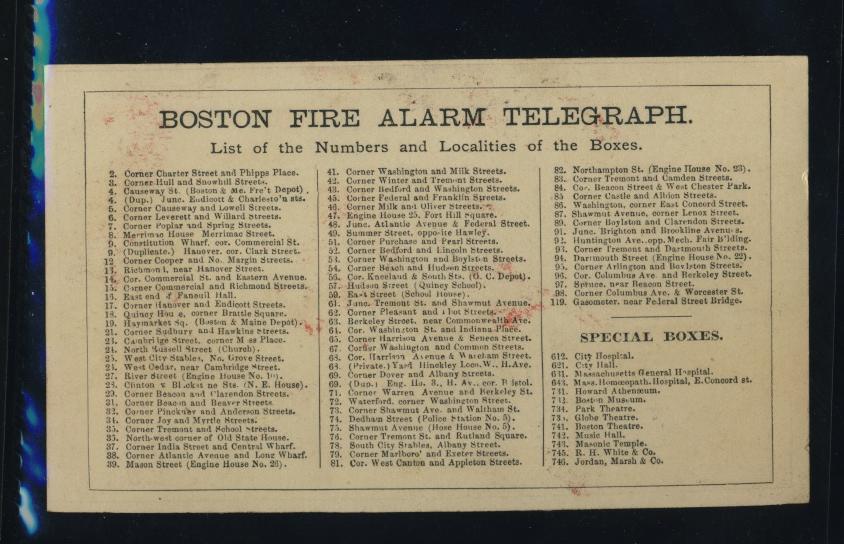 BOSTON FIRE ALARM TELEGRAPH.
List of the Numbers and Localities of the Boxes.
2. Corner Charter Street and Phipps Place.
3. Corner Hull and Snowhill Streets.
4. Causeway St. (Boston & Me. Fre't Depot).
4. (Dup.) Junc. Endicott & Charlesto'n sts.
5. Corner Causeway and Lowell Streets.
6. Corner Leverett and Willard Streets.
7. Corner Poplar and Spring Streets.
8. Merrimac House Merrimac Street.
9. Constitution Wharf, cor. Commercial St.
9. (Duplicate.) Hanover, cor. Clark Street.
12 Corner Cooper and No. Margin Streets.
13. Richmond, near Hanover Street.
14. Cor. Commercial St. and Eastern Avenue.
15. Corner Commercial and Richmond Streets.
16. East end of Faneuil Hall.
17. Corner Hanover and Endicott Streets.
18. Quincy House, corner Brattle Square.
19. Haymarket Sq. (Boston & Maine Depot).
21. Corner Sudbury and Hawkins Streets.
23. Cambridge Street, corner Place.
24. North Russell Street (Church).
25. West City Stables, No. Grove Street.
26. West Cedar, near Cambridge Street.
27. River Street (Engine House No. 10).
28. Clinton Sts. (N. E. House).
29. Corner Beacon and Clarendon Streets.
31. Corner Beacon and Beaver Streets.
32. Corner Pinckney and Anderson Streets.
34. Corner Joy and Myrtle Streets.
35. Corner Tremont and School Streets.
36. North-west corner of Old State House.
37. Corner India Street and Central Wharf.
38. Corner Atlantic Avenue and Long Wharf.
39. Mason Street (Engine House No. 26).
41. Corner Washington and Milk Streets.
42. Corner Winter and Tremont Streets.
43. Corner Bedford and Washington Streets.
45. Corner Federal and Franklin Streets.
46. Corner Milk and Oliver Streets.
47. Engine House 25, Fort Hill Square.
48. Junc. Atlantic Avenue & Federal Street.
49. Summer Street, opposite Hawley.
51. Corner Purchase and Pearl Streets.
52. Corner Bedford and Lincoln Streets.
53. Corner Washington and Boylston Streets.
54. Corner Beach and Hudson Streets.
56. Cor. Kneeland & South Sts. (O. C. Depot).
57. Hudson Street (Quincy School).
59. East Street (School House).
61. Junc. Tremont St. and Shawmut Avenue.
62. Corner Pleasant and Eliot Streets.
63. Berkeley Street, near Commonwealth Ave.
64. Cor. Washington St. and Indiana Place.
65. Corner Harrison Avenue & Seneca Street.
67. Corner Washington and Common Streets.
68. Cor. Harrison Avenue & Wareham Street.
68. (Private.) Yard Hinckley Loco. W., H. Ave.
69. Corner Dover and Albany Streets.
69. (Dup.) Eng. Ho. 3., H. Av., cor. Bristol.
71. Corner Warren Avenue and Berkeley St.
72. Waterford, corner Washington Street.
73. Corner Shawmut Ave. and Waltham St.
74. Dedham Street (Police Station No. 5).
75. Shawmut Avenue (Hose House No. 5).
76. Corner Tremont St. and Rutland Square.
78. South City Stables, Albany Street.
79. Corner Marlboro' and Exeter Streets.
81. Cor. West Canton and Appleton Streets.
82. Northampton St. (Engine House No. 23).
83. Corner Tremont and Camden Streets.
84. Cor. Beacon Street & West Chester Park.
85 Corner Castle and Albion Streets.
86. Washington, corner East Concord Street.
87. Shawmut Avenue, corner Lenox Street.
89. Corner Boylston and Clarendon Streets.
91. Junc. Brighton and Brookline Avenues.
92. Huntington Ave., opp. Mech. Fair B'lding.
93. Corner Tremont and Dartmouth Streets.
94. Dartmouth Street (Engine House No. 22).
95. Corner Arlington and Boylston Streets.
96. Cor. Columbus Ave. and Berkeley Street.
97. Spruce, near Beacon Street.
98. Corner Columbus Ave. & Worcester St.
119. Gasometer, near Federal Street Bridge.
SPECIAL BOXES.
612. City Hospital.
621. City Hall.
631. Massachusetts General Hospital.
643. Mass. Homœopath. Hospital, E. Concord st.
731. Howard Athenæum.
732. Boston Museum.
734. Park Theatre.
735. Globe Theatre.
741. Boston Theatre.
742. Music Hall.
743. Masonic Temple.
745. R. H. White & Co.
746. Jordan, Marsh & Co.